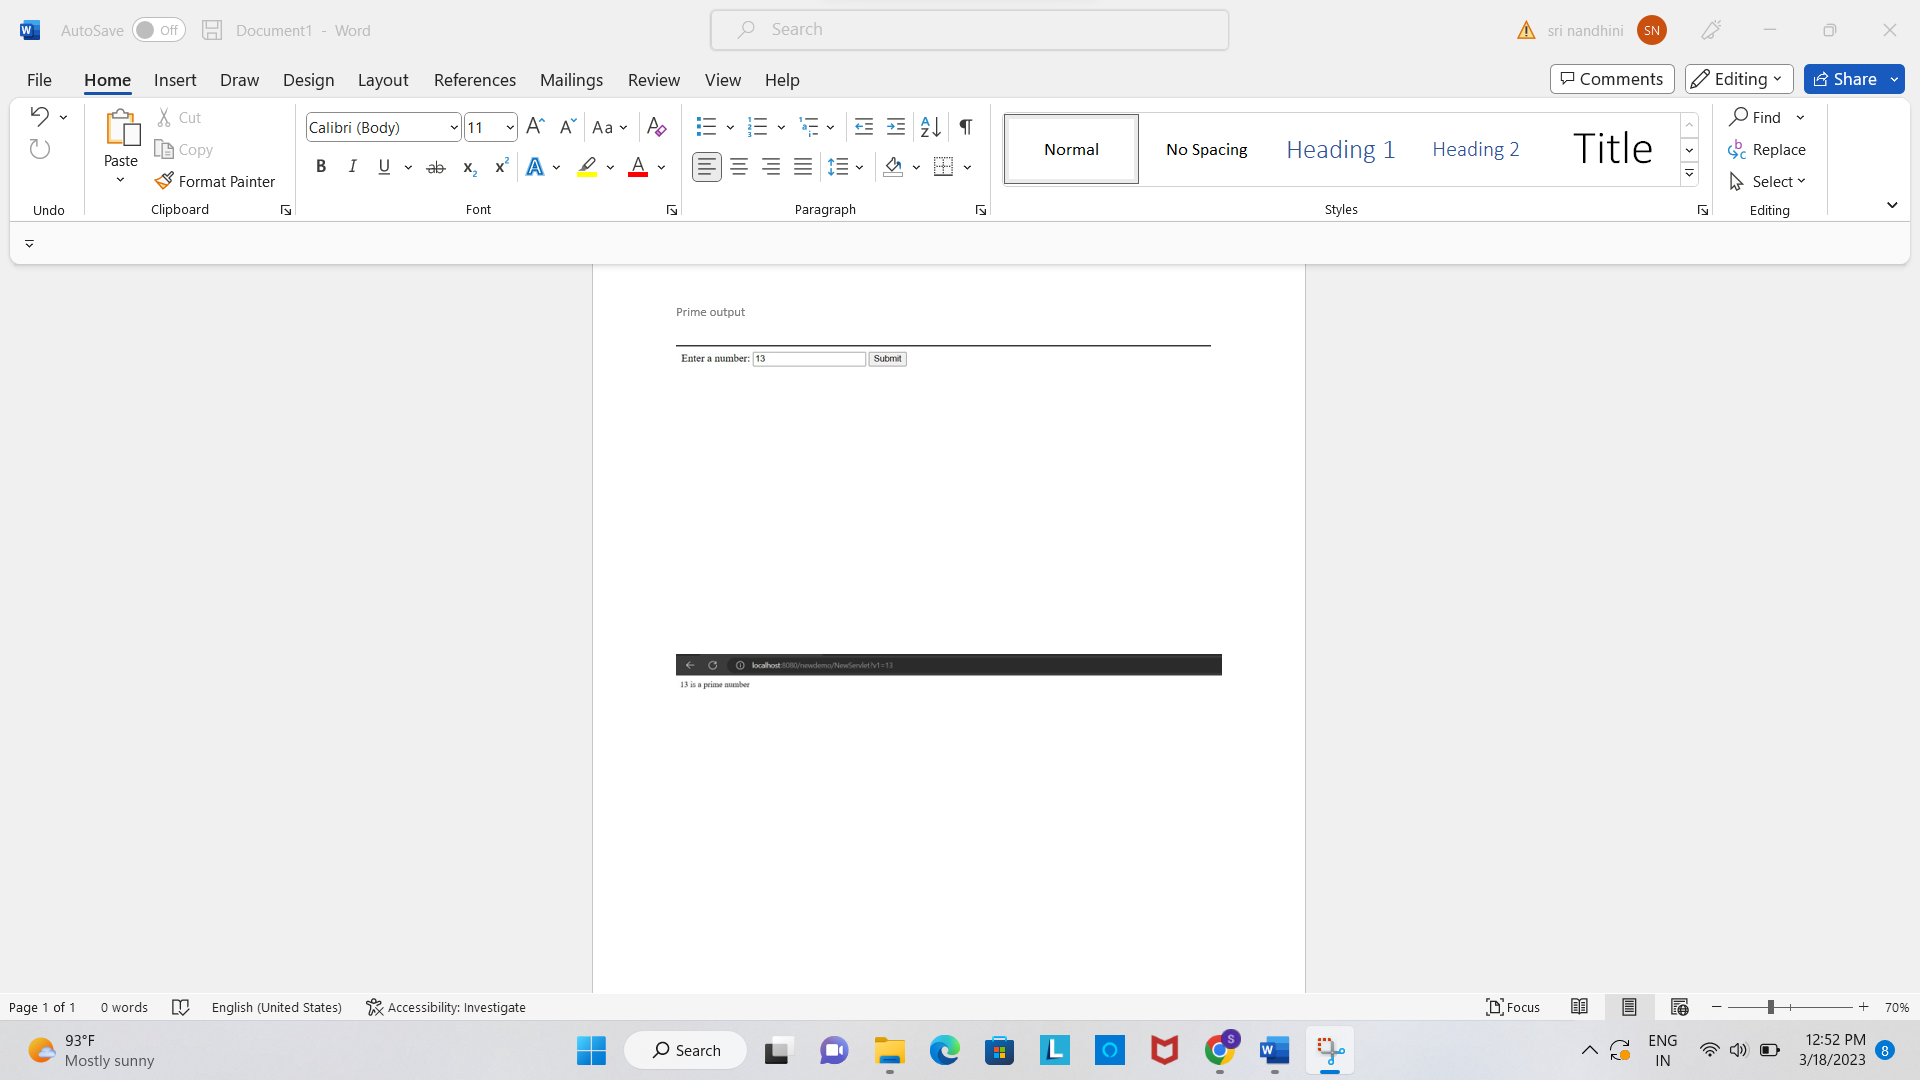 AutoSave Off Document1 - Word Search sri nandhini SN
File Home Insert Draw Design Layout References Mailings Review View Help Comments Editing Share
Paste Cut Copy Format Painter
Calibri (Body) 11 Aa
Normal No Spacing Heading 1 Heading 2 Title
Find Replace Select
Undo Clipboard Font Paragraph Styles Editing
Prime output
Enter a number: 13 Submit
localhost:8080/newdemo/NewServlet?v1=13
13 is a prime number
Page 1 of 1 0 words English (United States) Accessibility: Investigate Focus 70%
93°F
Mostly sunny
Search
S
ENG
IN
12:52 PM
3/18/2023
8